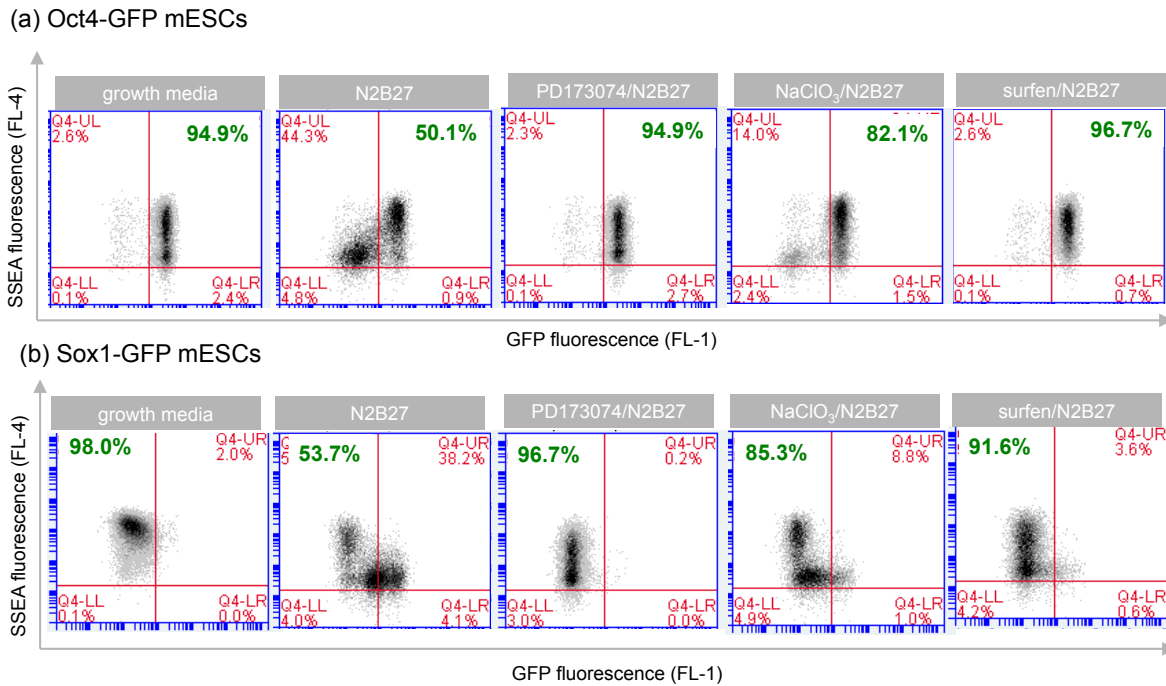 (a) Oct4-GFP mESCs
SSEA fluorescence (FL-4)
growth media
N2B27
PD173074/N2B27
NaClO₃/N2B27
surfen/N2B27
Q4-UL
2.6%
94.9%
Q4-LL
0.1%
Q4-LR
2.4%
Q4-UL
44.3%
50.1%
Q4-LL
4.8%
Q4-LR
0.9%
Q4-UL
2.3%
94.9%
Q4-LL
0.1%
Q4-LR
2.7%
Q4-UL
14.0%
82.1%
Q4-LL
2.4%
Q4-LR
1.5%
Q4-UL
2.6%
96.7%
Q4-LL
0.1%
Q4-LR
0.7%
GFP fluorescence (FL-1)
(b) Sox1-GFP mESCs
SSEA fluorescence (FL-4)
growth media
N2B27
PD173074/N2B27
NaClO₃/N2B27
surfen/N2B27
98.0%
Q4-UR
2.0%
Q4-LL
0.1%
Q4-LR
0.0%
53.7%
Q4-UR
38.2%
Q4-LL
4.0%
Q4-LR
4.1%
96.7%
Q4-UR
0.2%
Q4-LL
3.0%
Q4-LR
0.0%
85.3%
Q4-UR
8.8%
Q4-LL
4.9%
Q4-LR
1.0%
91.6%
Q4-UR
3.6%
Q4-LL
4.2%
Q4-LR
0.6%
GFP fluorescence (FL-1)